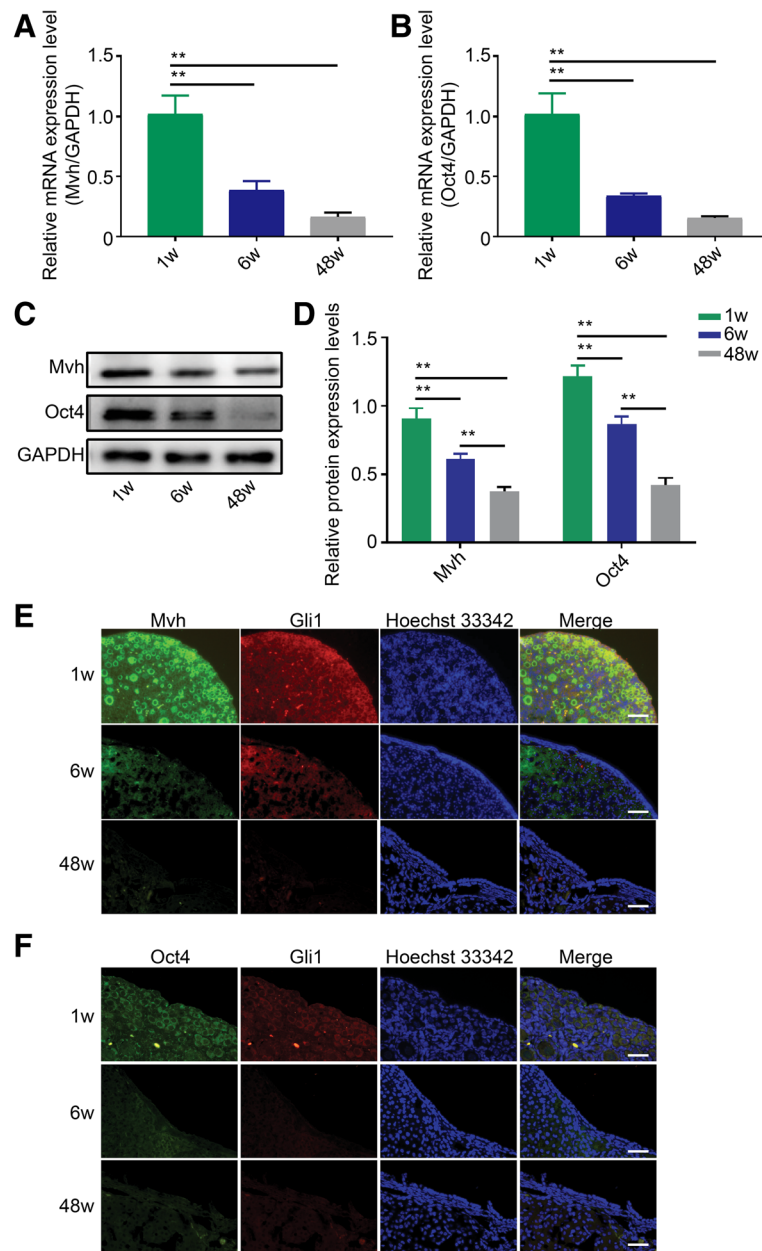 A
Relative mRNA expression level
(Mvh/GAPDH)
1.5
1.0
0.5
0
**
**
1w
6w
48w
B
Relative mRNA expression level
(Oct4/GAPDH)
1.5
1.0
0.5
0
**
**
1w
6w
48w
C
Mvh
Oct4
GAPDH
1w
6w
48w
D
Relative protein expression levels
1.5
1.0
0.5
0
**
**
**
**
**
**
Mvh
Oct4
1w
6w
48w
E
Mvh Gli1 Hoechst 33342 Merge
1w
6w
48w
F
Oct4 Gli1 Hoechst 33342 Merge
1w
6w
48w